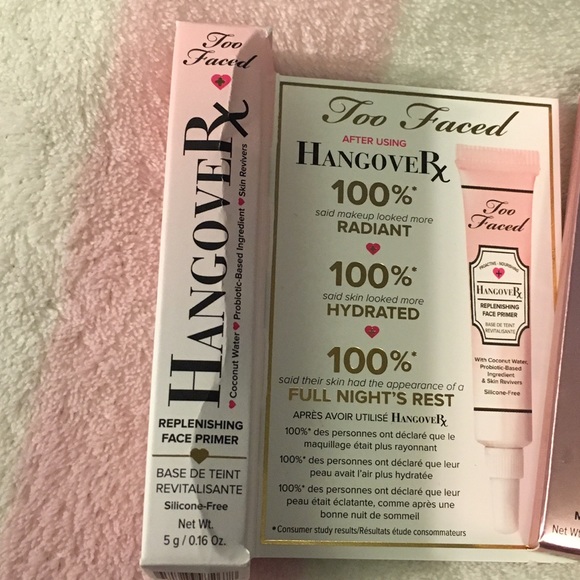 Too
Faced
HANGOVERx
Coconut Water ♥ Probiotic-Based Ingredient ♥ Skin Revivers
REPLENISHING
FACE PRIMER
BASE DE TEINT
REVITALISANTE
Silicone-Free
Net Wt.
5 g / 0.16 Oz.
Too Faced
AFTER USING
HANGOVERx
100%*
said makeup looked more
RADIANT
100%*
said skin looked more
HYDRATED
100%*
said their skin had the appearance of a
FULL NIGHT'S REST
APRÈS AVOIR UTILISÉ HANGOVERx
100%* des personnes ont déclaré que le
maquillage était plus rayonnant
100%* des personnes ont déclaré que leur
peau avait l'air plus hydratée
100%* des personnes ont déclaré que leur
peau était éclatante, comme après une
bonne nuit de sommeil
*Consumer study results/Résultats étude consommateurs
Too
Faced
HANGOVERx
REPLENISHING
FACE PRIMER
BASE DE TEINT
REVITALISANTE
With Coconut Water,
Probiotic-Based
Ingredient
& Skin Revivers
Silicone-Free
M
Net W